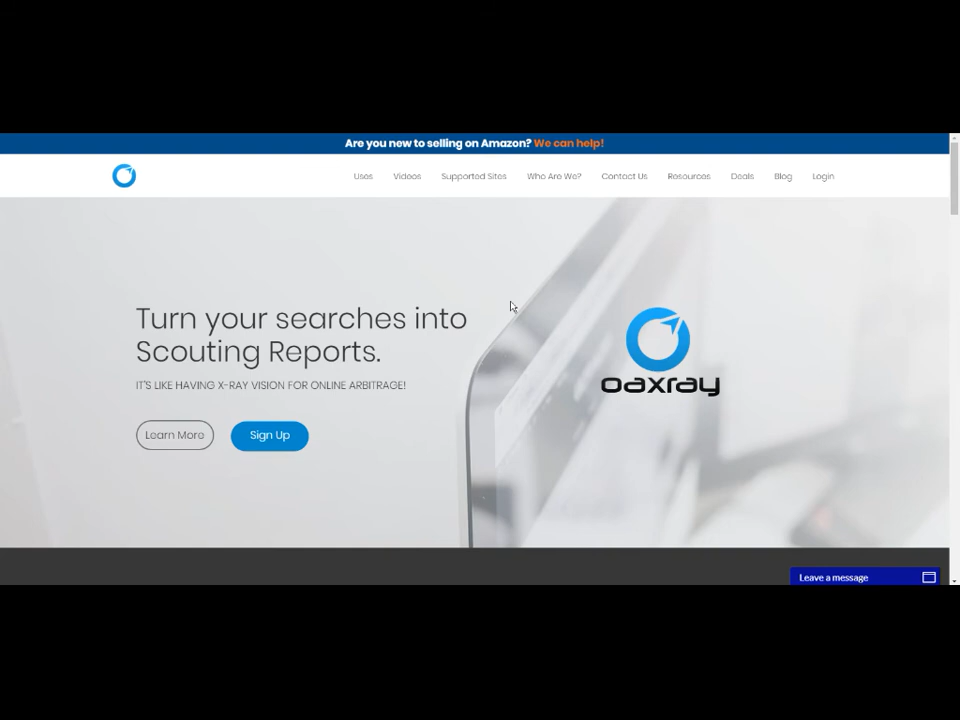 Are you new to selling on Amazon? We can help!
Uses Videos Supported Sites Who Are We? Contact Us Resources Deals Blog Login
Turn your searches into
Scouting Reports.
IT'S LIKE HAVING X-RAY VISION FOR ONLINE ARBITRAGE!
Learn More Sign Up
oaxray
Leave a message